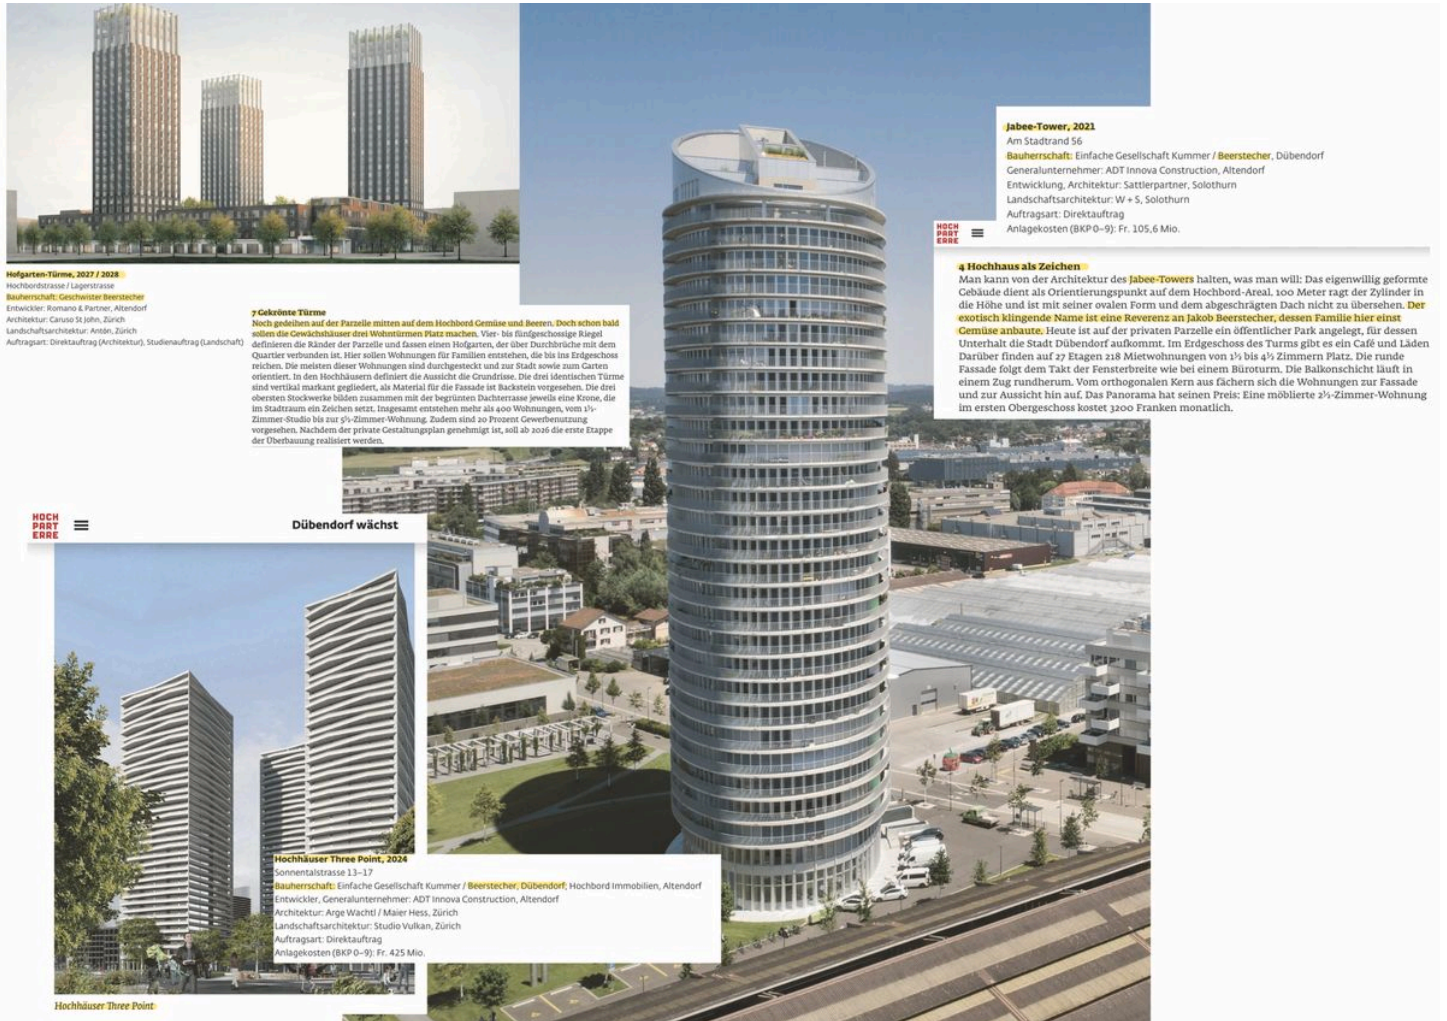 Hofgarten-Türme, 2027 / 2028
Hochbordstrasse / Lagerstrasse
Bauherrschaft: Geschwister Beerstecher
Entwickler: Romano & Partner, Altendorf
Architektur: Caruso St John, Zürich
Landschaftsarchitektur: Antón, Zürich
Auftragsart: Direktauftrag (Architektur), Studienauftrag (Landschaft)
7 Gekrönte Türme
Noch gedeihen auf der Parzelle mitten auf dem Hochbord Gemüse und Beeren. Doch schon bald
sollen die Gewächshäuser drei Wohntürmen Platz machen. Vier- bis fünfgeschossige Riegel
definieren die Ränder der Parzelle und fassen einen Hofgarten, der über Durchbrüche mit dem
Quartier verbunden ist. Hier sollen Wohnungen für Familien entstehen, die bis ins Erdgeschoss
reichen. Die meisten dieser Wohnungen sind durchgesteckt und zur Stadt sowie zum Garten
orientiert. In den Hochhäusern definiert die Aussicht die Grundrisse. Die drei identischen Türme
sind vertikal markant gegliedert, als Material für die Fassade ist Backstein vorgesehen. Die drei
obersten Stockwerke bilden zusammen mit der begrünten Dachterrasse jeweils eine Krone, die
im Stadtraum ein Zeichen setzt. Insgesamt entstehen mehr als 400 Wohnungen, vom 1½-
Zimmer-Studio bis zur 5½-Zimmer-Wohnung. Zudem sind 20 Prozent Gewerbenutzung
vorgesehen. Nachdem der private Gestaltungsplan genehmigt ist, soll ab 2026 die erste Etappe
der Überbauung realisiert werden.
Jabee-Tower, 2021
Am Stadtrand 56
Bauherrschaft: Einfache Gesellschaft Kummer / Beerstecher, Dübendorf
Generalunternehmer: ADT Innova Construction, Altendorf
Entwicklung, Architektur: Sattlerpartner, Solothurn
Landschaftsarchitektur: W + S, Solothurn
Auftragsart: Direktauftrag
Anlagekosten (BKP 0–9): Fr. 105,6 Mio.
HOCH
PART
ERRE
4 Hochhaus als Zeichen
Man kann von der Architektur des Jabee-Towers halten, was man will: Das eigenwillig geformte
Gebäude dient als Orientierungspunkt auf dem Hochbord-Areal. 100 Meter ragt der Zylinder in
die Höhe und ist mit seiner ovalen Form und dem abgeschrägten Dach nicht zu übersehen. Der
exotisch klingende Name ist eine Reverenz an Jakob Beerstecher, dessen Familie hier einst
Gemüse anbaute. Heute ist auf der privaten Parzelle ein öffentlicher Park angelegt, für dessen
Unterhalt die Stadt Dübendorf aufkommt. Im Erdgeschoss des Turms gibt es ein Café und Läden
Darüber finden auf 27 Etagen 218 Mietwohnungen von 1½ bis 4½ Zimmern Platz. Die runde
Fassade folgt dem Takt der Fensterbreite wie bei einem Büroturm. Die Balkonschicht läuft in
einem Zug rundherum. Vom orthogonalen Kern aus fächern sich die Wohnungen zur Fassade
und zur Aussicht hin auf. Das Panorama hat seinen Preis: Eine möblierte 2½-Zimmer-Wohnung
im ersten Obergeschoss kostet 3200 Franken monatlich.
HOCH
PART
ERRE
Dübendorf wächst
Hochhäuser Three Point, 2024
Sonnentalstrasse 13–17
Bauherrschaft: Einfache Gesellschaft Kummer / Beerstecher, Dübendorf; Hochbord Immobilien, Altendorf
Entwickler, Generalunternehmer: ADT Innova Construction, Altendorf
Architektur: Arge Wachtl / Maier Hess, Zürich
Landschaftsarchitektur: Studio Vulkan, Zürich
Auftragsart: Direktauftrag
Anlagekosten (BKP 0–9): Fr. 425 Mio.
Hochhäuser Three Point